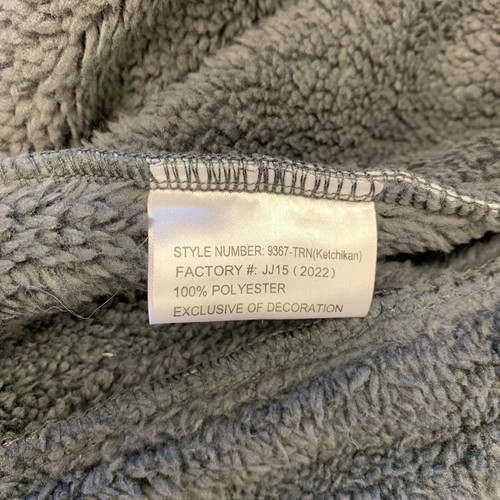 STYLE NUMBER: 9367-TRN(Ketchikan)
FACTORY #: JJ15 ( 2022 )
100% POLYESTER
EXCLUSIVE OF DECORATION